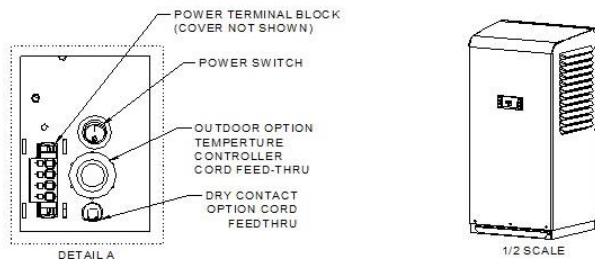 POWER TERMINAL BLOCK
(COVER NOT SHOWN)
POWER SWITCH
OUTDOOR OPTION
TEMPERTURE
CONTROLLER
CORD FEED-THRU
DRY CONTACT
OPTION CORD
FEEDTHRU
DETAIL A
1/2 SCALE